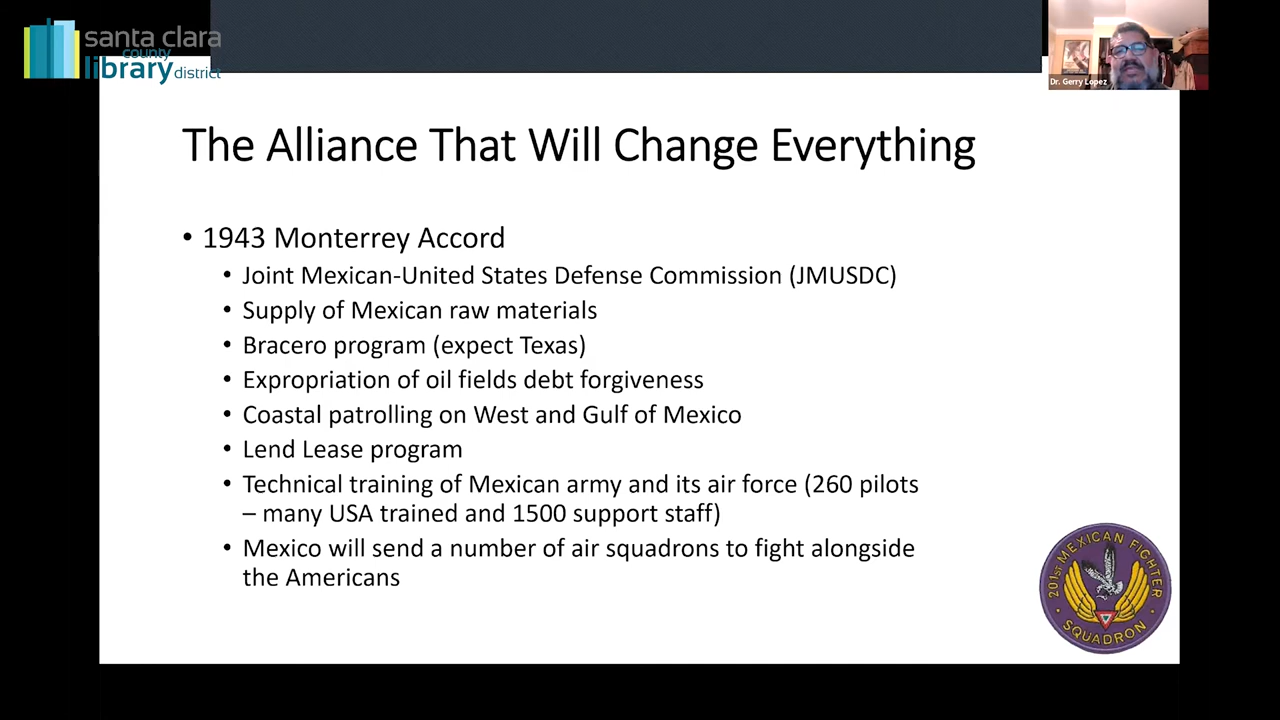 santa clara
county
library district
Dr. Gerry Lopez
The Alliance That Will Change Everything
• 1943 Monterrey Accord
• Joint Mexican-United States Defense Commission (JMUSDC)
• Supply of Mexican raw materials
• Bracero program (expect Texas)
• Expropriation of oil fields debt forgiveness
• Coastal patrolling on West and Gulf of Mexico
• Lend Lease program
• Technical training of Mexican army and its air force (260 pilots
– many USA trained and 1500 support staff)
• Mexico will send a number of air squadrons to fight alongside
the Americans
201ST MEXICAN FIGHTER
SQUADRON